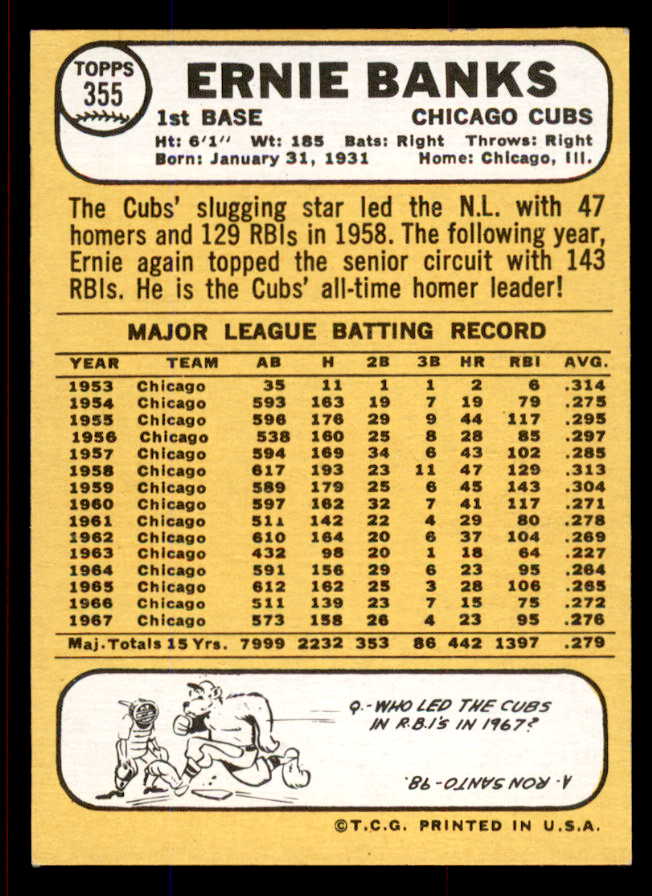 TOPPS
355
ERNIE BANKS
1st BASE CHICAGO CUBS
Ht: 6'1" Wt: 185 Bats: Right Throws: Right
Born: January 31, 1931 Home: Chicago, Ill.
The Cubs' slugging star led the N.L. with 47
homers and 129 RBIs in 1958. The following year,
Ernie again topped the senior circuit with 143
RBIs. He is the Cubs' all-time homer leader!
MAJOR LEAGUE BATTING RECORD
YEAR TEAM AB H 2B 3B HR RBI AVG.
1953 Chicago 35 11 1 1 2 6 .314
1954 Chicago 593 163 19 7 19 79 .275
1955 Chicago 596 176 29 9 44 117 .295
1956 Chicago 538 160 25 8 28 85 .297
1957 Chicago 594 169 34 6 43 102 .285
1958 Chicago 617 193 23 11 47 129 .313
1959 Chicago 589 179 25 6 45 143 .304
1960 Chicago 597 162 32 7 41 117 .271
1961 Chicago 511 142 22 4 29 80 .278
1962 Chicago 610 164 20 6 37 104 .269
1963 Chicago 432 98 20 1 18 64 .227
1964 Chicago 591 156 29 6 23 95 .264
1965 Chicago 612 162 25 3 28 106 .265
1966 Chicago 511 139 23 7 15 75 .272
1967 Chicago 573 158 26 4 23 95 .276
Maj. Totals 15 Yrs. 7999 2232 353 86 442 1397 .279
Q.-WHO LED THE CUBS
IN R.B.I'S IN 1967?
A-RON SANTO-98.
©T.C.G. PRINTED IN U.S.A.